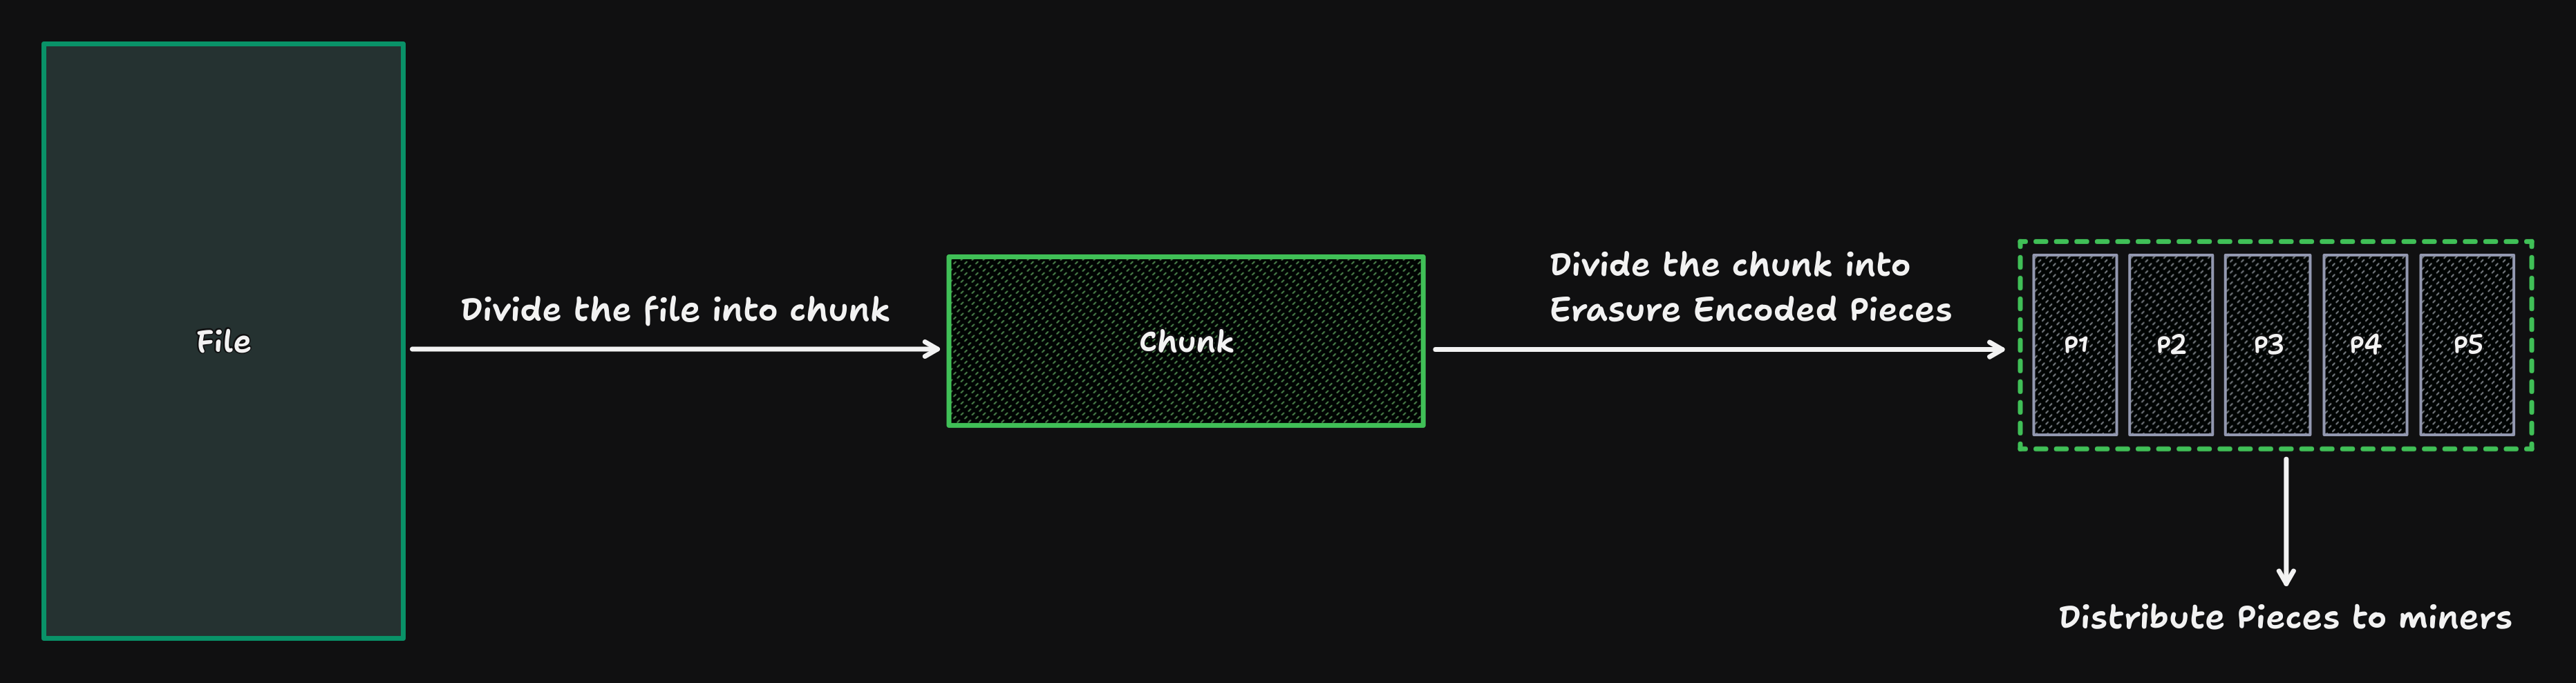 File
Divide the file into chunk
Chunk
Divide the chunk into
Erasure Encoded Pieces
P1
P2
P3
P4
P5
Distribute Pieces to miners